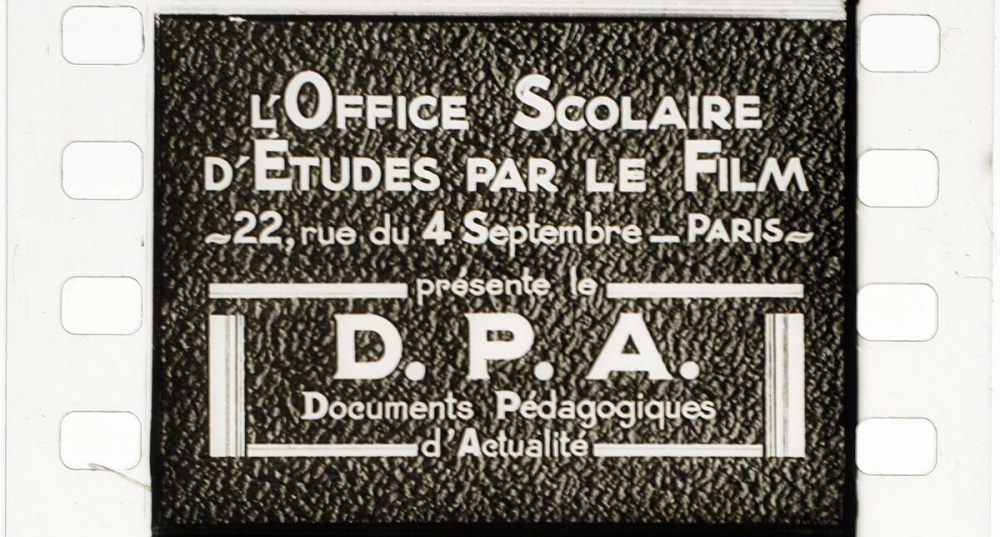 L'OFFICE SCOLAIRE
D'ÉTUDES PAR LE FILM
~22, rue du 4 Septembre – PARIS~
présente le
D. P. A.
Documents Pédagogiques
d'Actualité